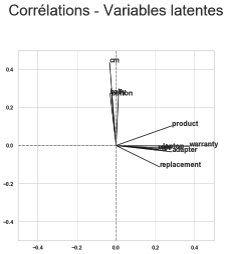 Corrélations - Variables latentes
0.4
cm
0.2
product
0.0
warranty
adapter
replacement
−0.2
−0.4
−0.4
−0.2
0.0
0.2
0.4